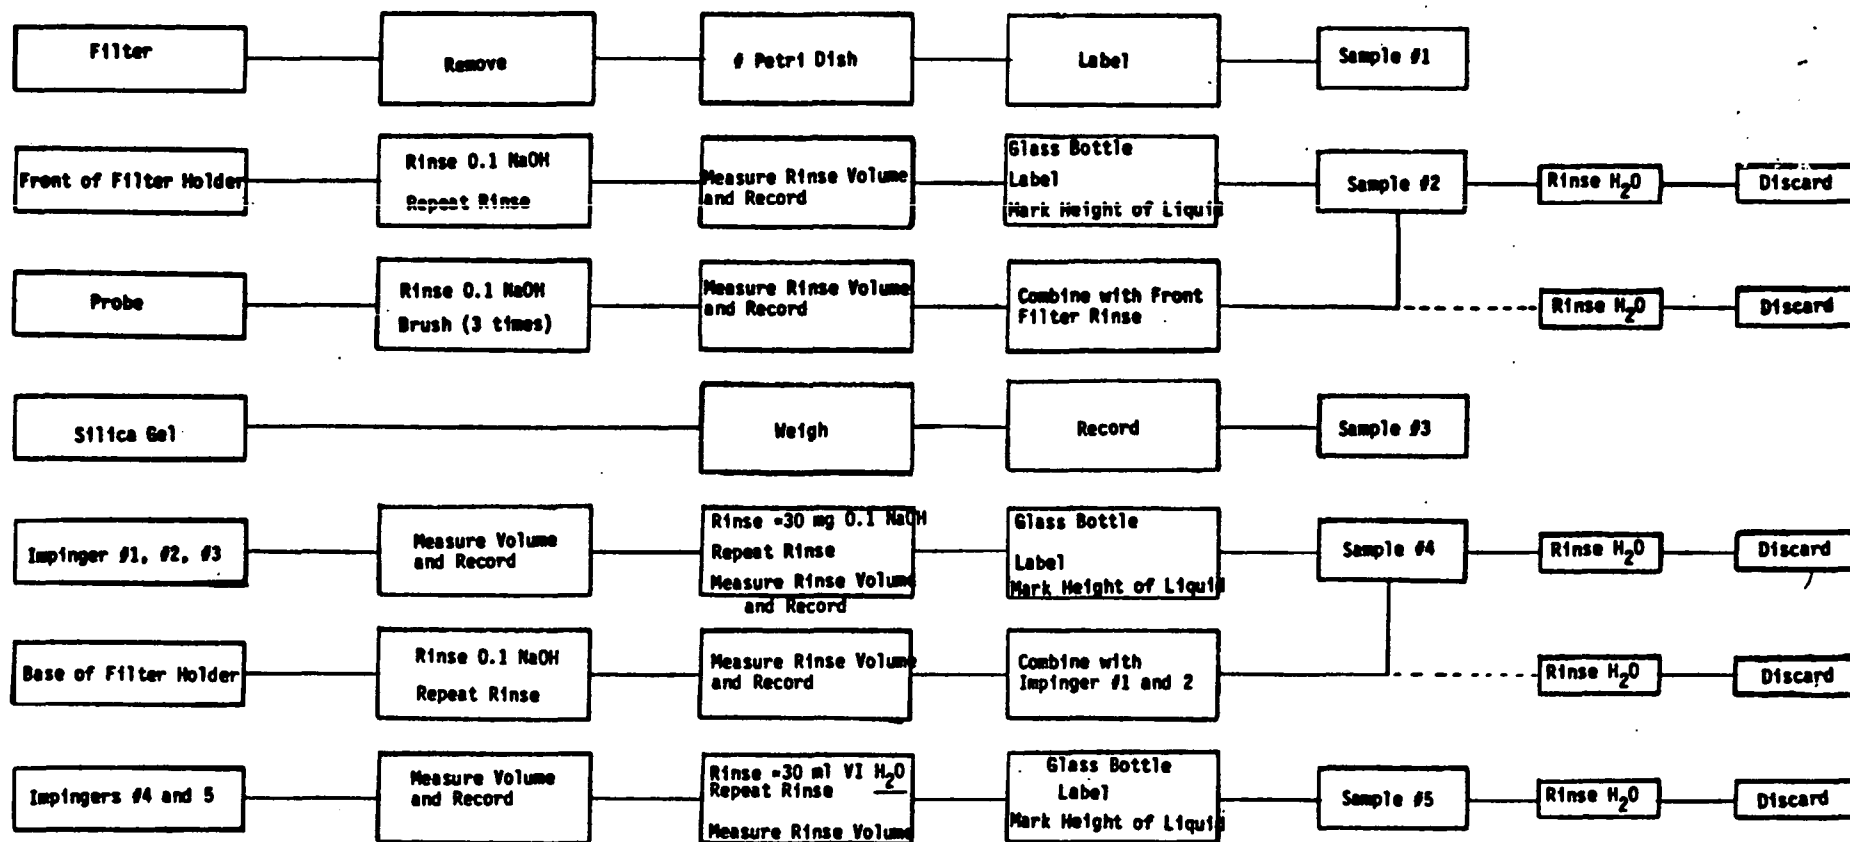 Filter
Remove
# Petri Dish
Label
Sample #1
Front of Filter Holder
Rinse 0.1 NaOH
Repeat Rinse
Measure Rinse Volume
and Record
Glass Bottle
Label
Mark Height of Liquid
Sample #2
Rinse H2O
Discard
Probe
Rinse 0.1 NaOH
Brush (3 times)
Measure Rinse Volume
and Record
Combine with Front
Filter Rinse
Rinse H2O
Discard
Silica Gel
Weigh
Record
Sample #3
Impinger #1, #2, #3
Measure Volume
and Record
Rinse =30 mg 0.1 NaOH
Repeat Rinse
Measure Rinse Volume
and Record
Glass Bottle
Label
Mark Height of Liquid
Sample #4
Rinse H2O
Discard
Base of Filter Holder
Rinse 0.1 NaOH
Repeat Rinse
Measure Rinse Volume
and Record
Combine with
Impinger #1 and 2
Rinse H2O
Discard
Impingers #4 and 5
Measure Volume
and Record
Rinse =30 ml VI H2O
Repeat Rinse
Measure Rinse Volume
Glass Bottle
Label
Mark Height of Liquid
Sample #5
Rinse H2O
Discard